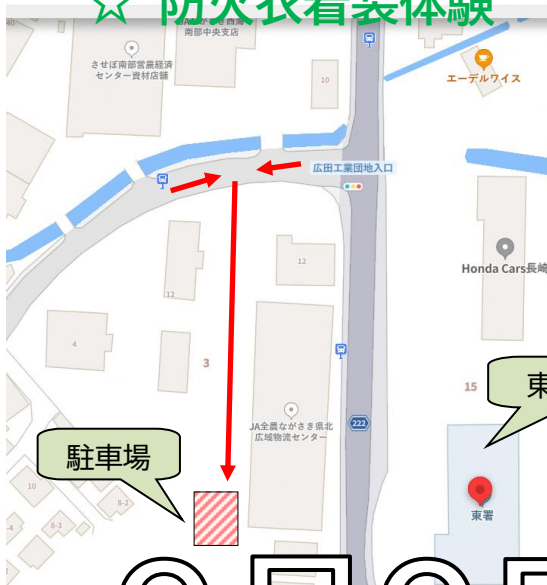 ☆ 防火衣着装体験
南部中央支店
させぼ南部営農経済
センター資材店舗
10
エーデルワイス
広田工業団地入口
Honda Cars長崎
12
12
4
3
15
東
JA全農ながさき県北
広域物流センター
222
駐車場
10
8-2
8-3
東署